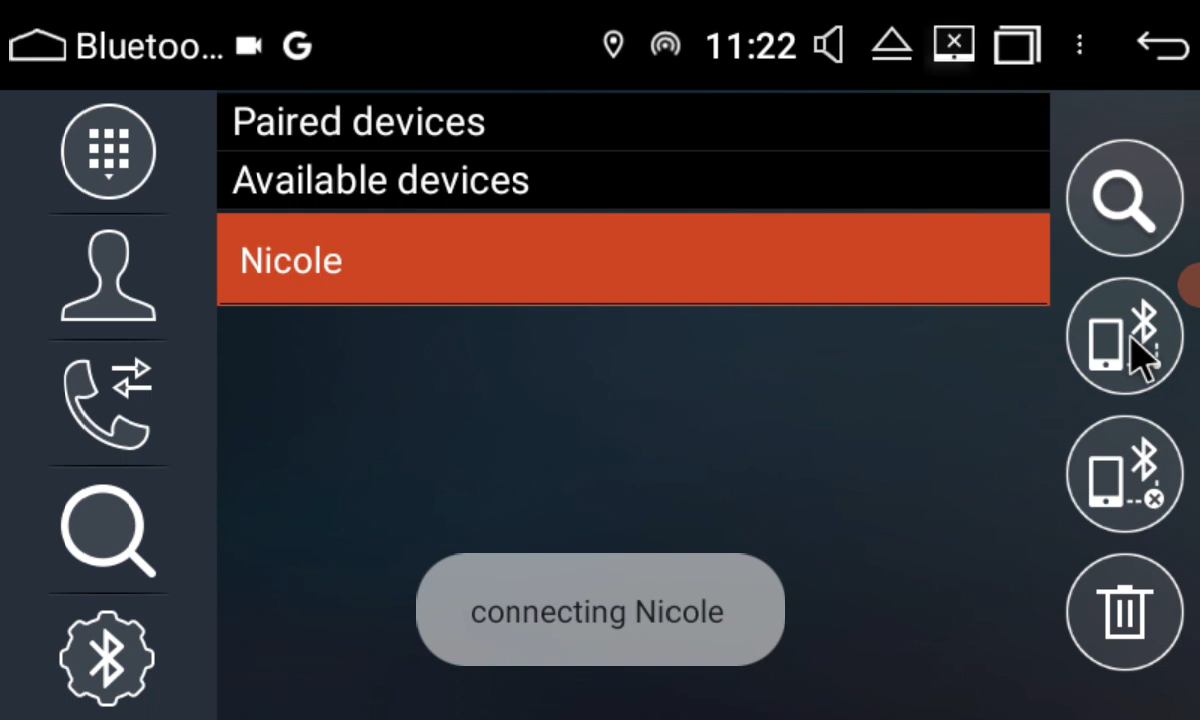 Bluetoo... G 11:22
Paired devices
Available devices
Nicole
connecting Nicole